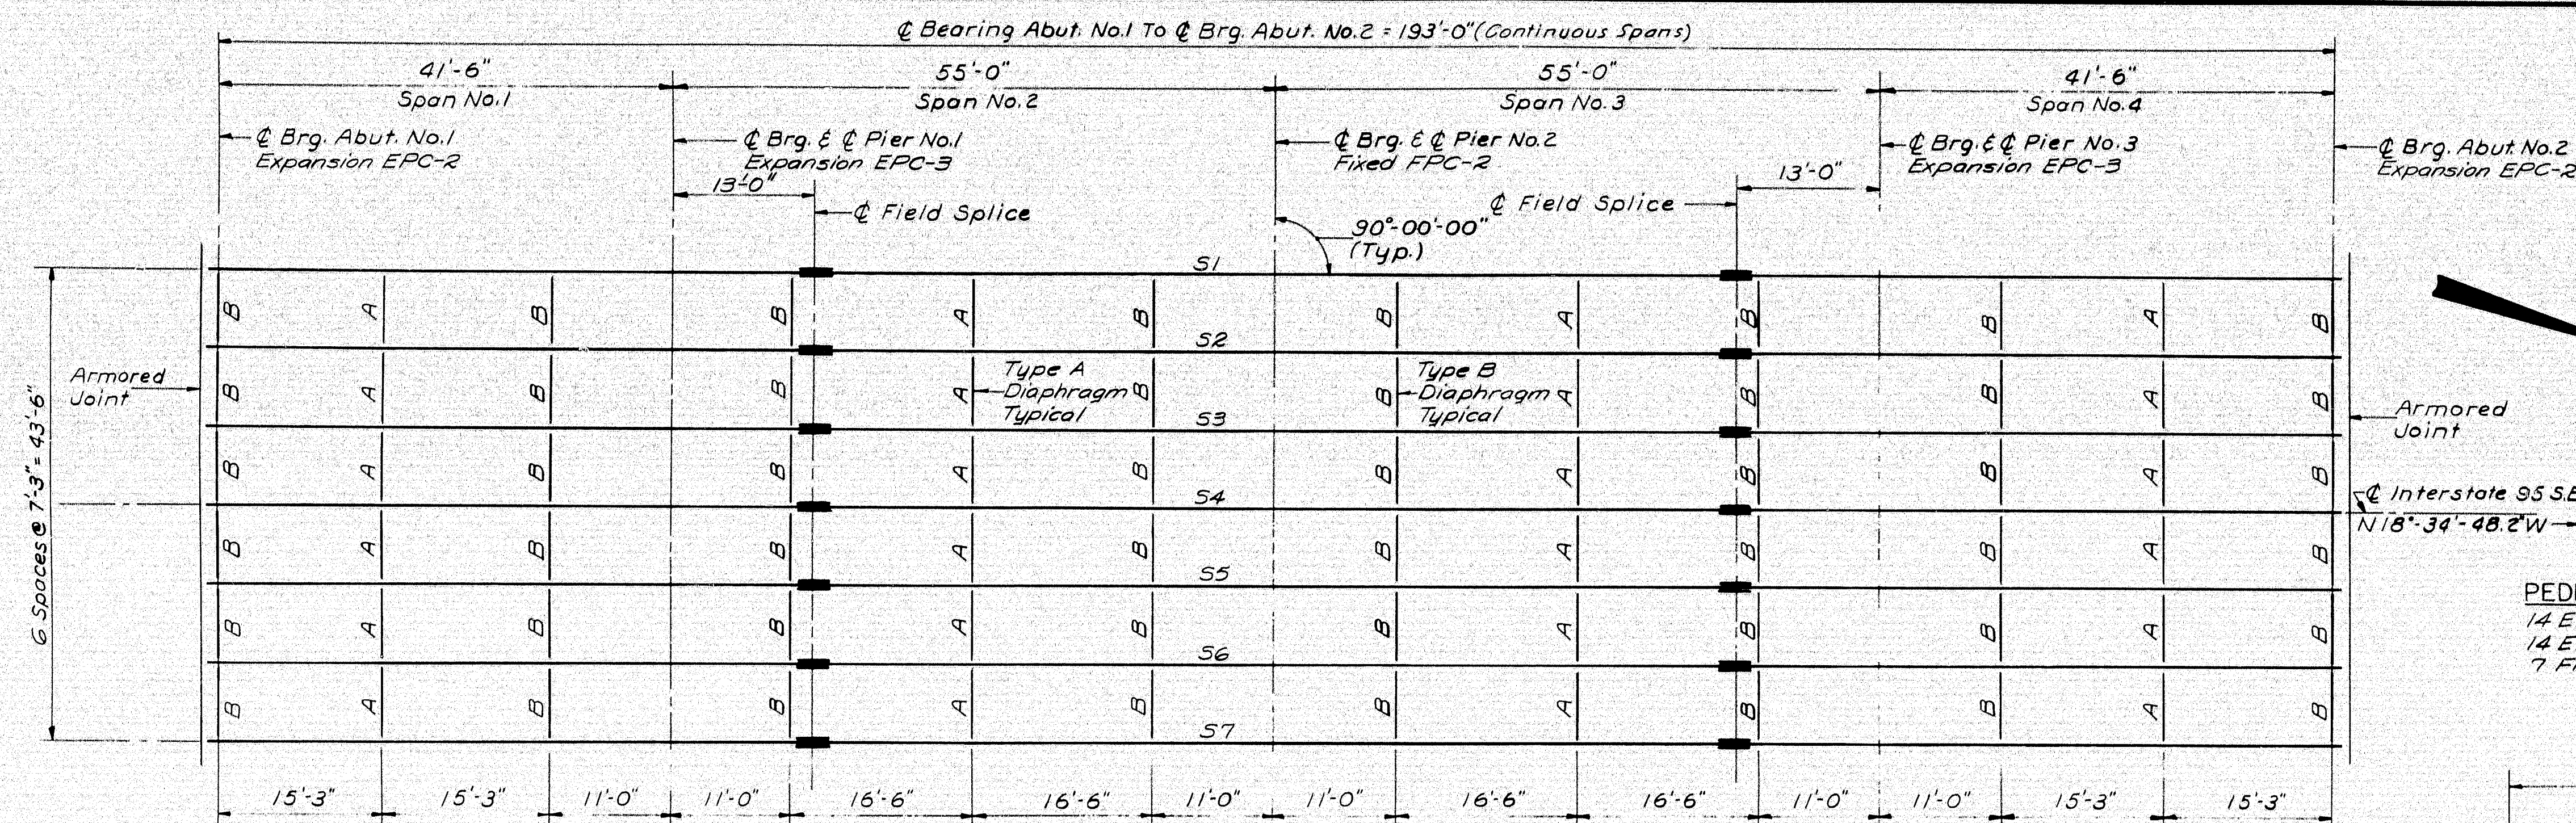 ℄ Bearing Abut. No.1 To ℄ Brg. Abut. No.2 = 193'-0" (Continuous Spans)
41'-6" 55'-0" 55'-0" 41'-6"
Span No.1 Span No.2 Span No.3 Span No.4
℄ Brg. Abut. No.1
Expansion EPC-2
℄ Brg. & ℄ Pier No.1
Expansion EPC-3
℄ Brg. & ℄ Pier No.2
Fixed FPC-2
℄ Brg. & ℄ Pier No.3
Expansion EPC-3
℄ Brg. Abut. No.2
Expansion EPC-2
13'-0"
℄ Field Splice
℄ Field Splice
13'-0"
90°-00'-00"
(Typ.)
S1
B A B B A B B A B B A B
S2
Armored
Joint
Type A
Diaphragm
Typical
Type B
Diaphragm
Typical
B A B B A B B A B B A B
Armored
Joint
S3
B A B B A B B A B B A B
S4
℄ Interstate 95
N18°-34'-48.2"W
6 Spaces @ 7'-3" = 43'-6"
B A B B A B B A B B A B
S5
B A B B A B B A B B A B
S6
B A B B A B B A B B A B
S7
14
14
7
15'-3" 15'-3" 11'-0" 11'-0" 16'-6" 16'-6" 11'-0" 11'-0" 16'-6" 16'-6" 11'-0" 11'-0" 15'-3" 15'-3"